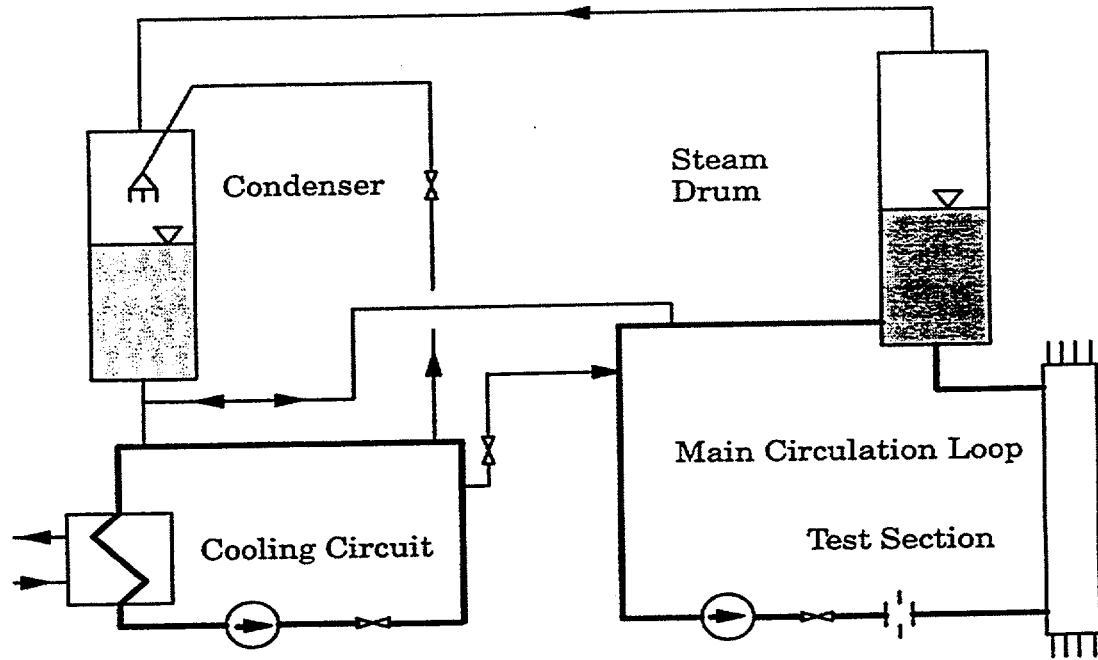 Steam
Drum
Condenser
Main Circulation Loop
Cooling Circuit
Test Section